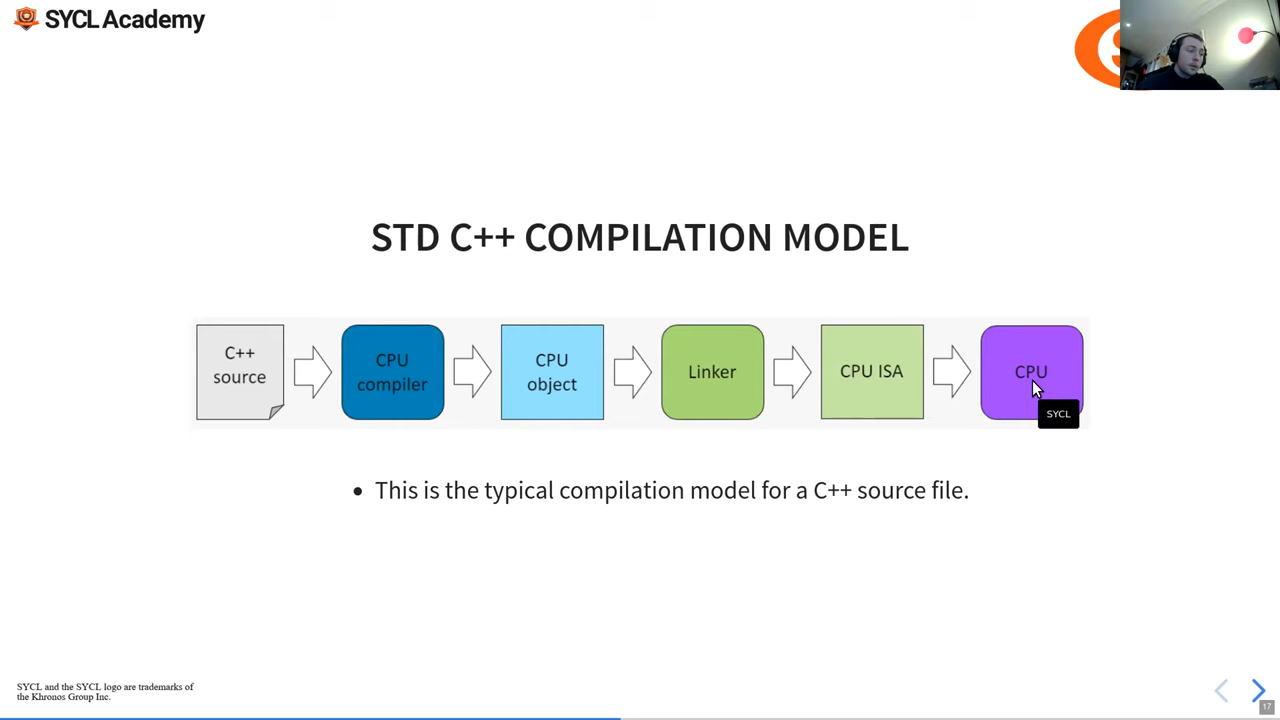 SYCL Academy
STD C++ COMPILATION MODEL
C++
source
CPU
compiler
CPU
object
Linker
CPU ISA
CPU
SYCL
• This is the typical compilation model for a C++ source file.
SYCL and the SYCL logo are trademarks of
the Khronos Group Inc.
17